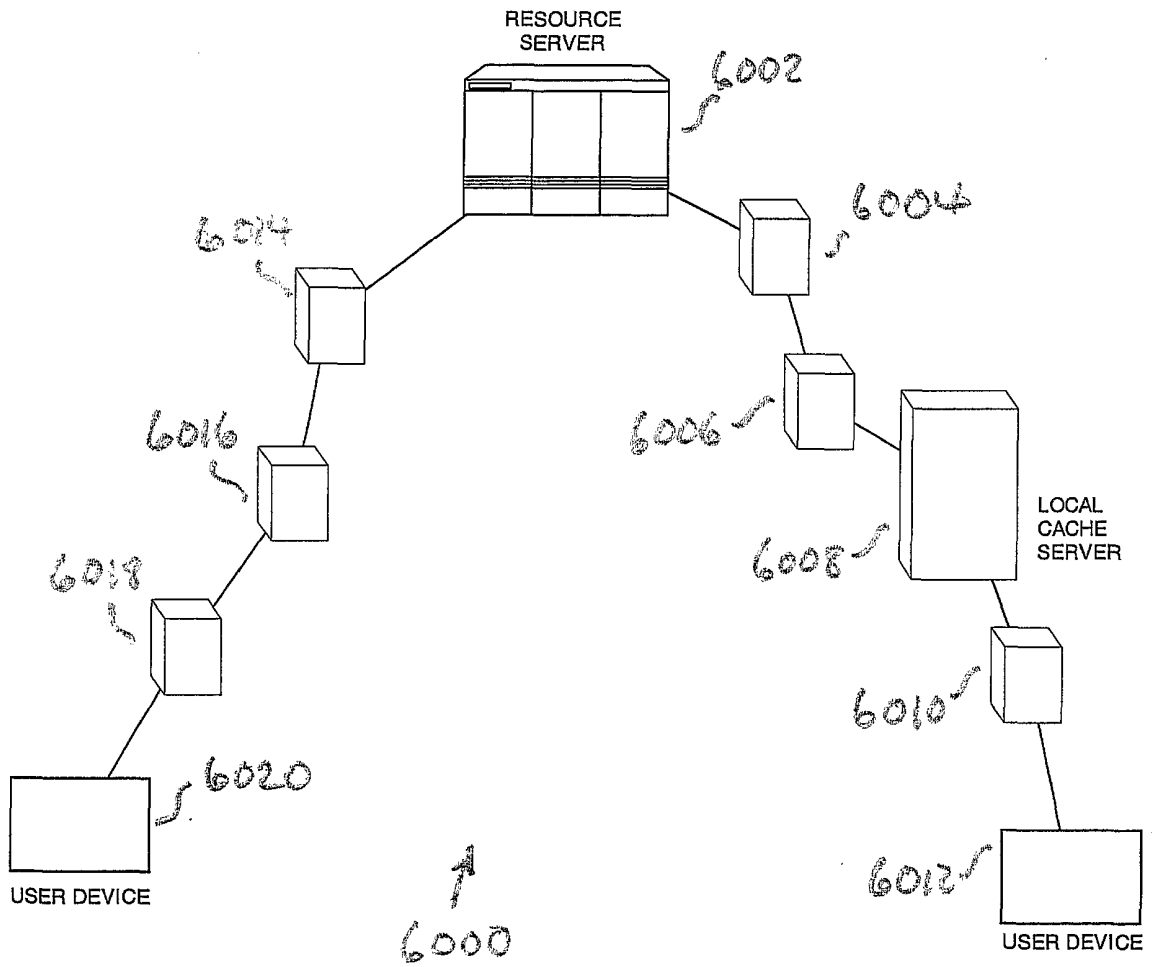 RESOURCE
SERVER
6002
6004
6014
6006
6016
LOCAL
CACHE
SERVER
6008
6018
6010
6020
6012
USER DEVICE
6000
USER DEVICE